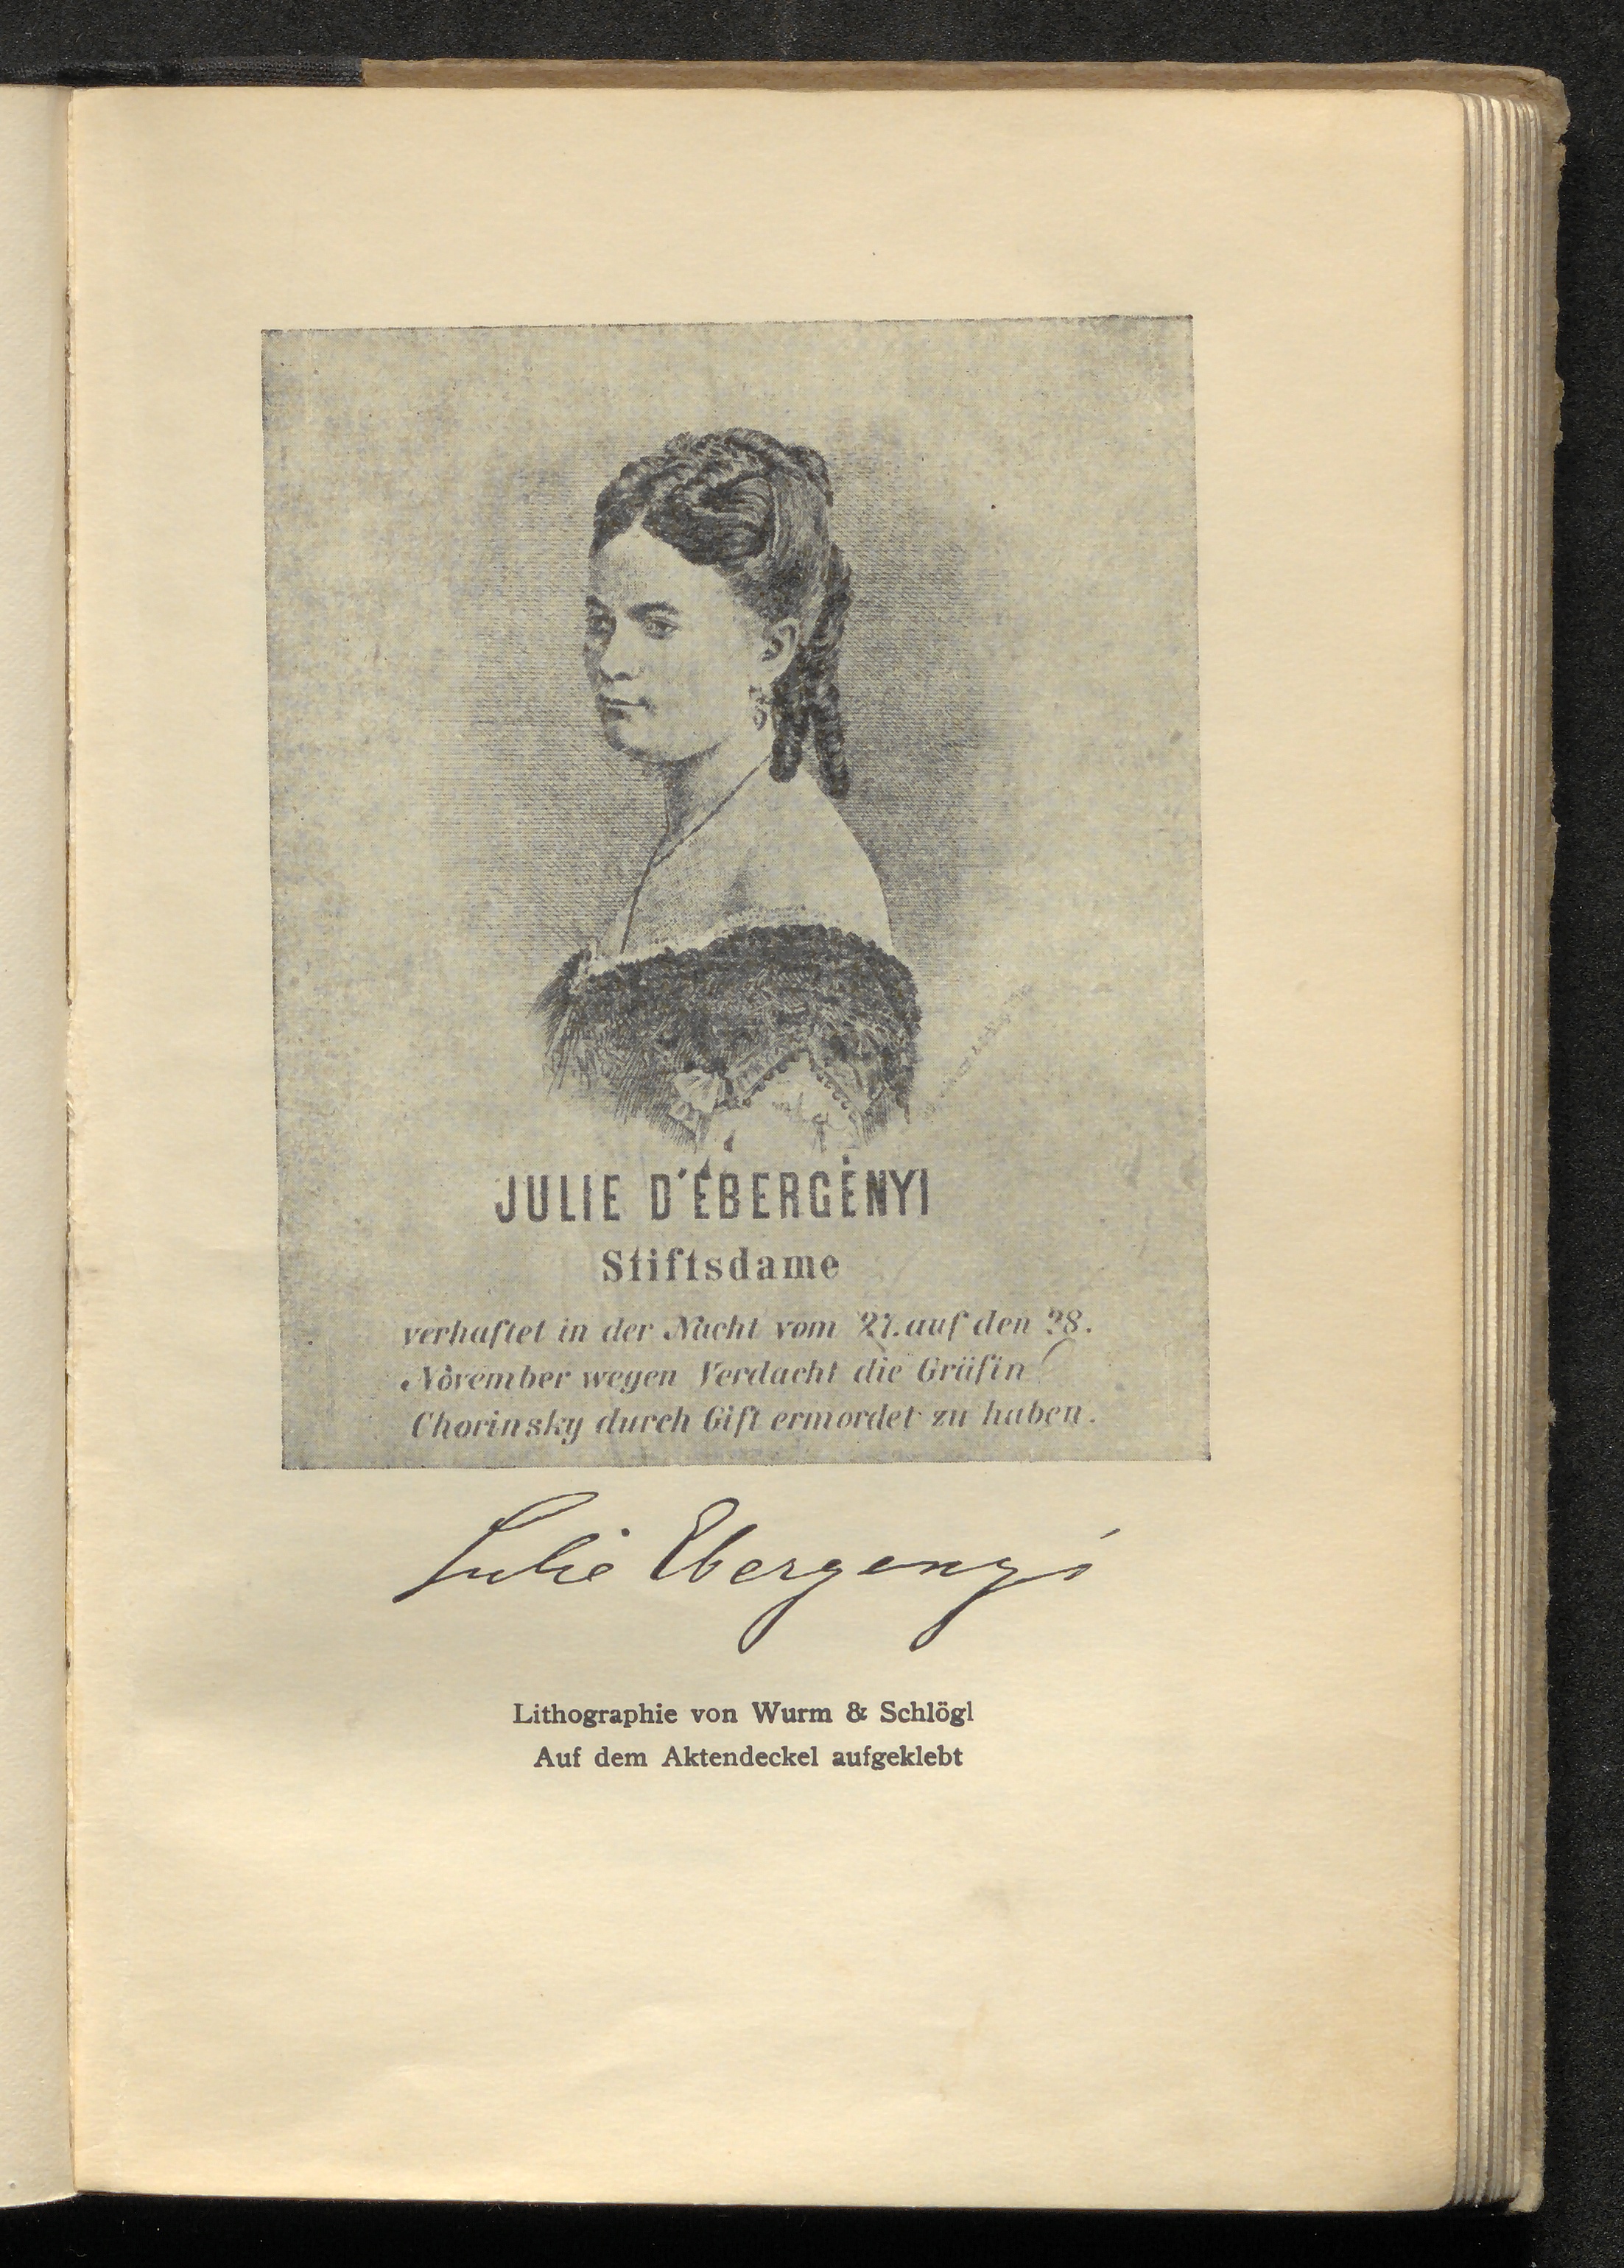 JULIE D'ÉBERGÉNYI
Stiftsdame
verhaftet in der Nacht vom 27. auf den 28.
November wegen Verdacht die Gräfin
Chorinsky durch Gift ermordet zu haben.
Julie Ebergenyi
Lithographie von Wurm & Schlögl
Auf dem Aktendeckel aufgeklebt